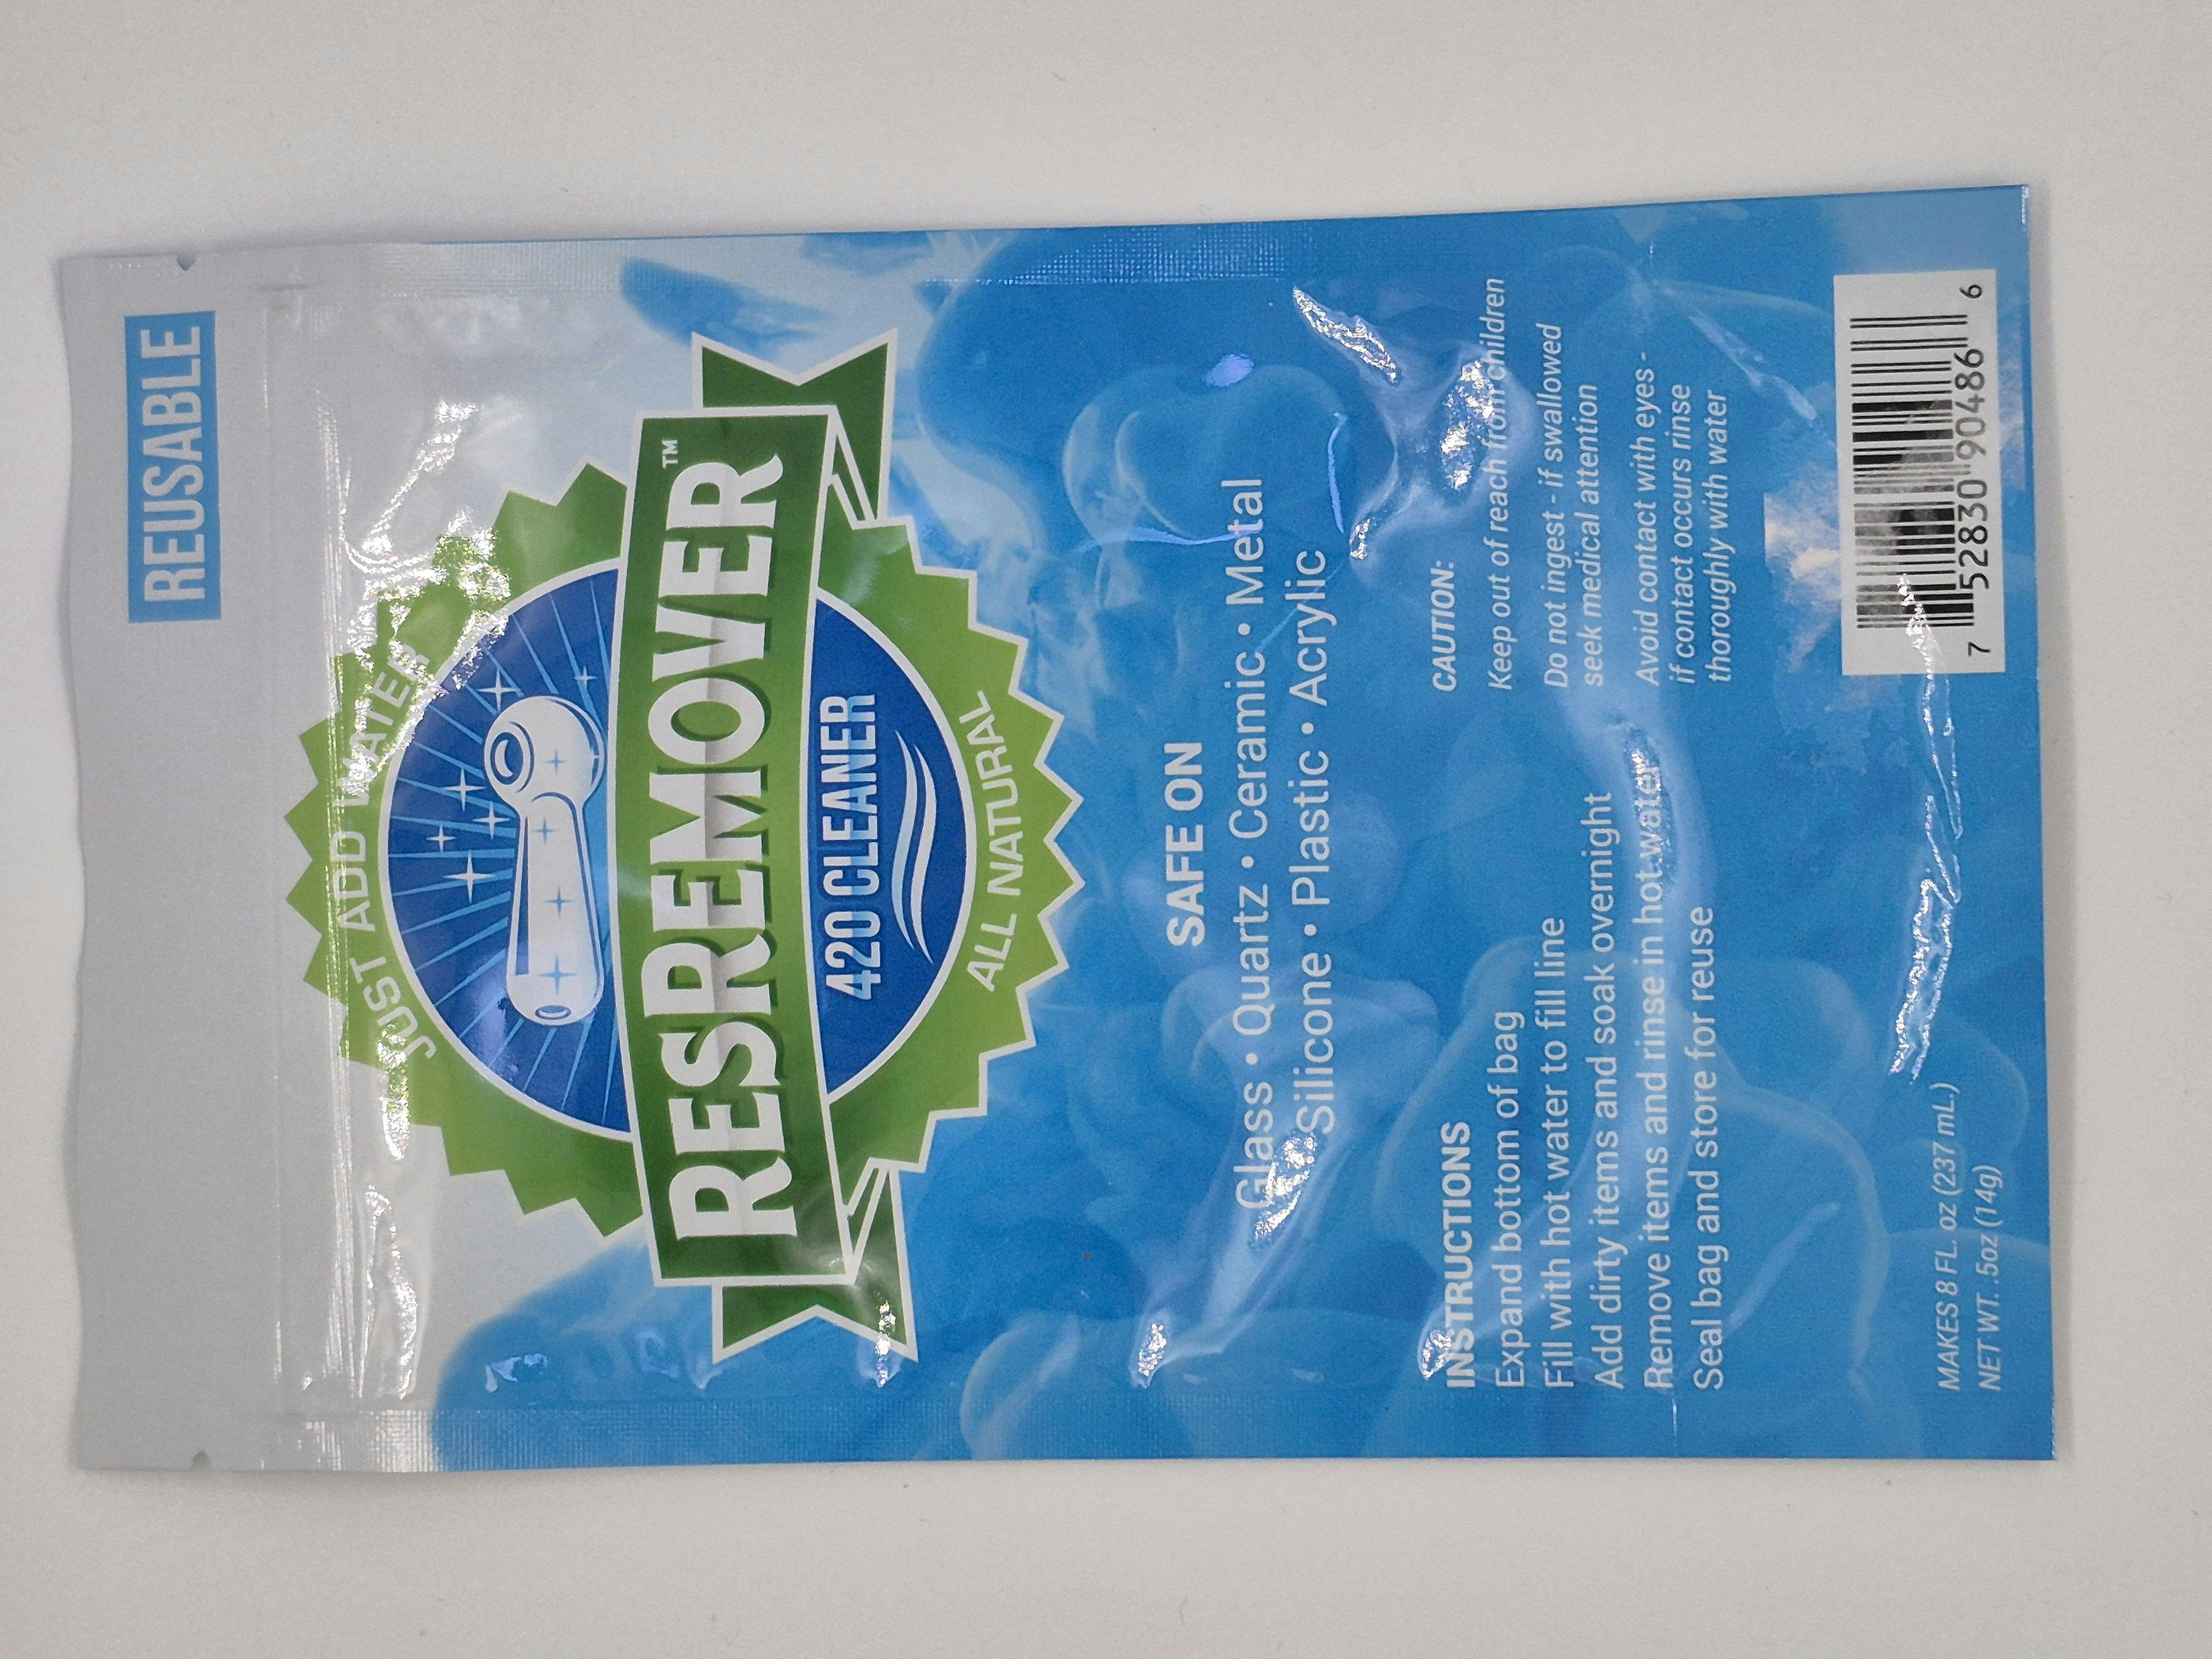 REUSABLE
JUST ADD WATER
RESREMOVER™
420 CLEANER
ALL NATURAL
SAFE ON
Glass • Quartz • Ceramic • Metal
Silicone • Plastic • Acrylic
INSTRUCTIONS
Expand bottom of bag
Fill with hot water to fill line
Add dirty items and soak overnight
Remove items and rinse in hot water
Seal bag and store for reuse
CAUTION:
Keep out of reach from children
Do not ingest - if swallowed
seek medical attention
Avoid contact with eyes -
if contact occurs rinse
thoroughly with water
MAKES 8 FL. oz (237 mL.)
NET WT. .5oz (14g)
7 52830 90486 6